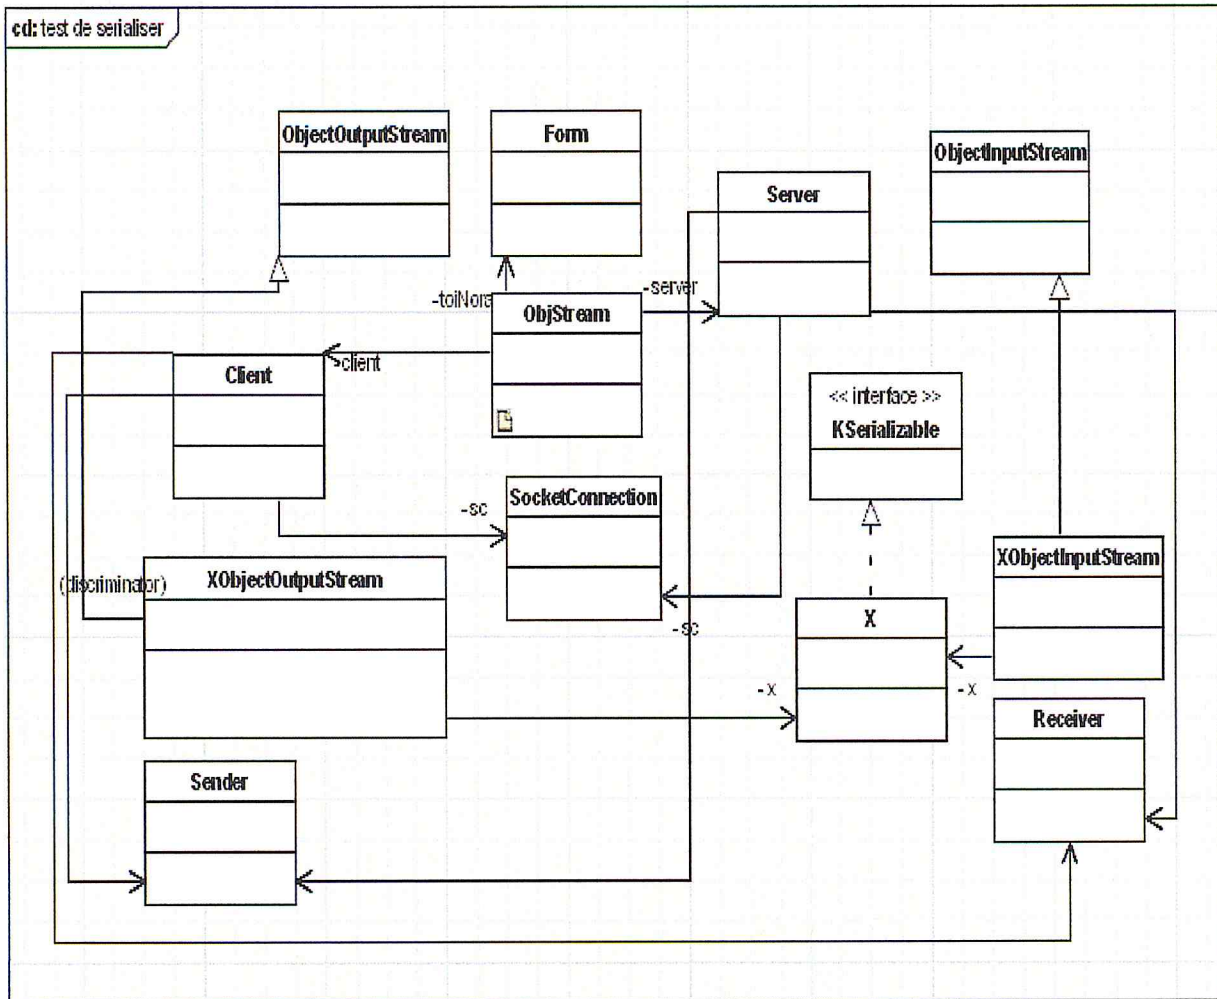 cd: test de serialiser
ObjectOutputStream
Form
ObjectInputStream
Server
-toiNora
-server
ObjStream
-client
Client
<< interface >>
KSerializable
SocketConnection
-sc
XObjectInputStream
(discriminator)
XObjectOutputStream
X
-sc
-x
-x
Receiver
Sender